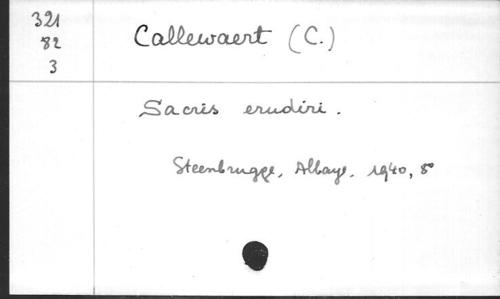 321
82
3
Callewaert (C.)
Sacris erudiri.
Steenbrugge, Abbaye, 1940, 8°